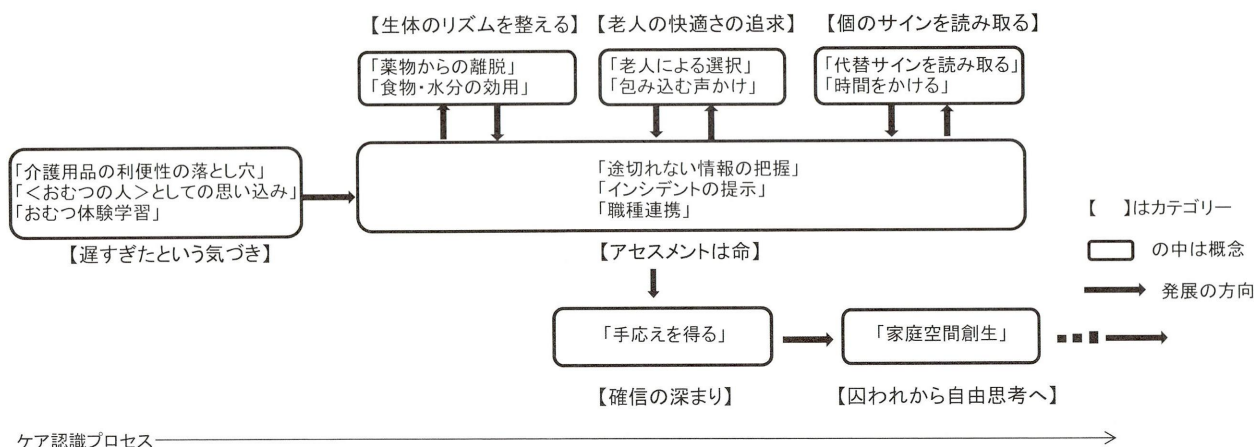 【生体のリズムを整える】
【老人の快適さの追求】
【個のサインを読み取る】
「薬物からの離脱」
「食物・水分の効用」
「老人による選択」
「包み込む声かけ」
「代替サインを読み取る」
「時間をかける」
「介護用品の利便性の落とし穴」
「<おむつの人>としての思い込み」
「おむつ体験学習」
【遅すぎたという気づき】
「途切れない情報の把握」
「インシデントの提示」
「職種連携」
【アセスメントは命】
「手応えを得る」
【確信の深まり】
「家庭空間創生」
【囚われから自由思考へ】
【 】はカテゴリー
の中は概念
発展の方向
ケア認識プロセス